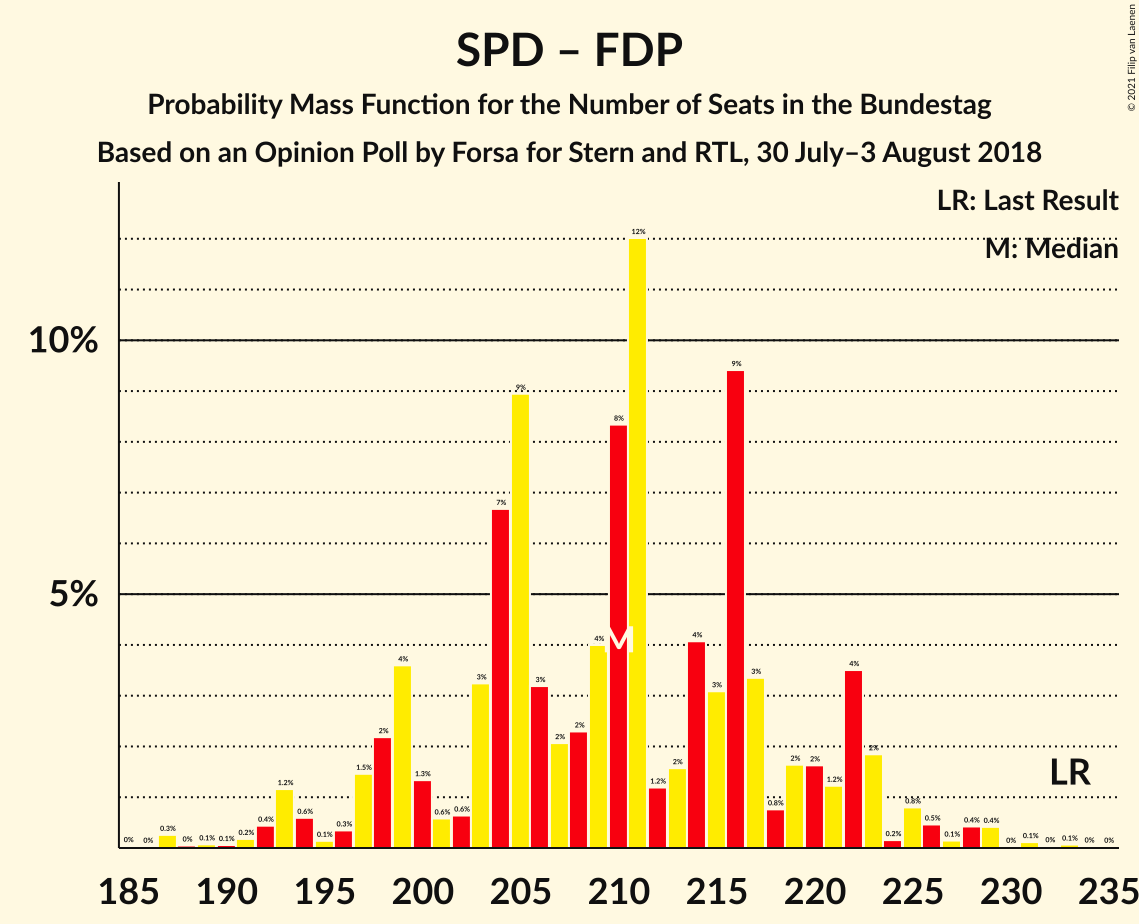 SPD – FDP
Probability Mass Function for the Number of Seats in the Bundestag
Based on an Opinion Poll by Forsa for Stern and RTL, 30 July–3 August 2018
© 2021 Filip van Laenen
LR: Last Result
M: Median
10%
5%
0% 0% 0.3% 0% 0.1% 0.1% 0.2% 0.4% 1.2% 0.6% 0.1% 0.3% 1.5% 2% 4% 1.3% 0.6% 0.6% 3% 7% 9% 3% 2% 2% 4% 8% 12% 1.2% 2% 4% 3% 9% 3% 0.8% 2% 2% 1.2% 4% 2% 0.2% 0.8% 0.5% 0.1% 0.4% 0.4% 0% 0.1% 0% 0.1% 0% 0%
M
LR
185 190 195 200 205 210 215 220 225 230 235